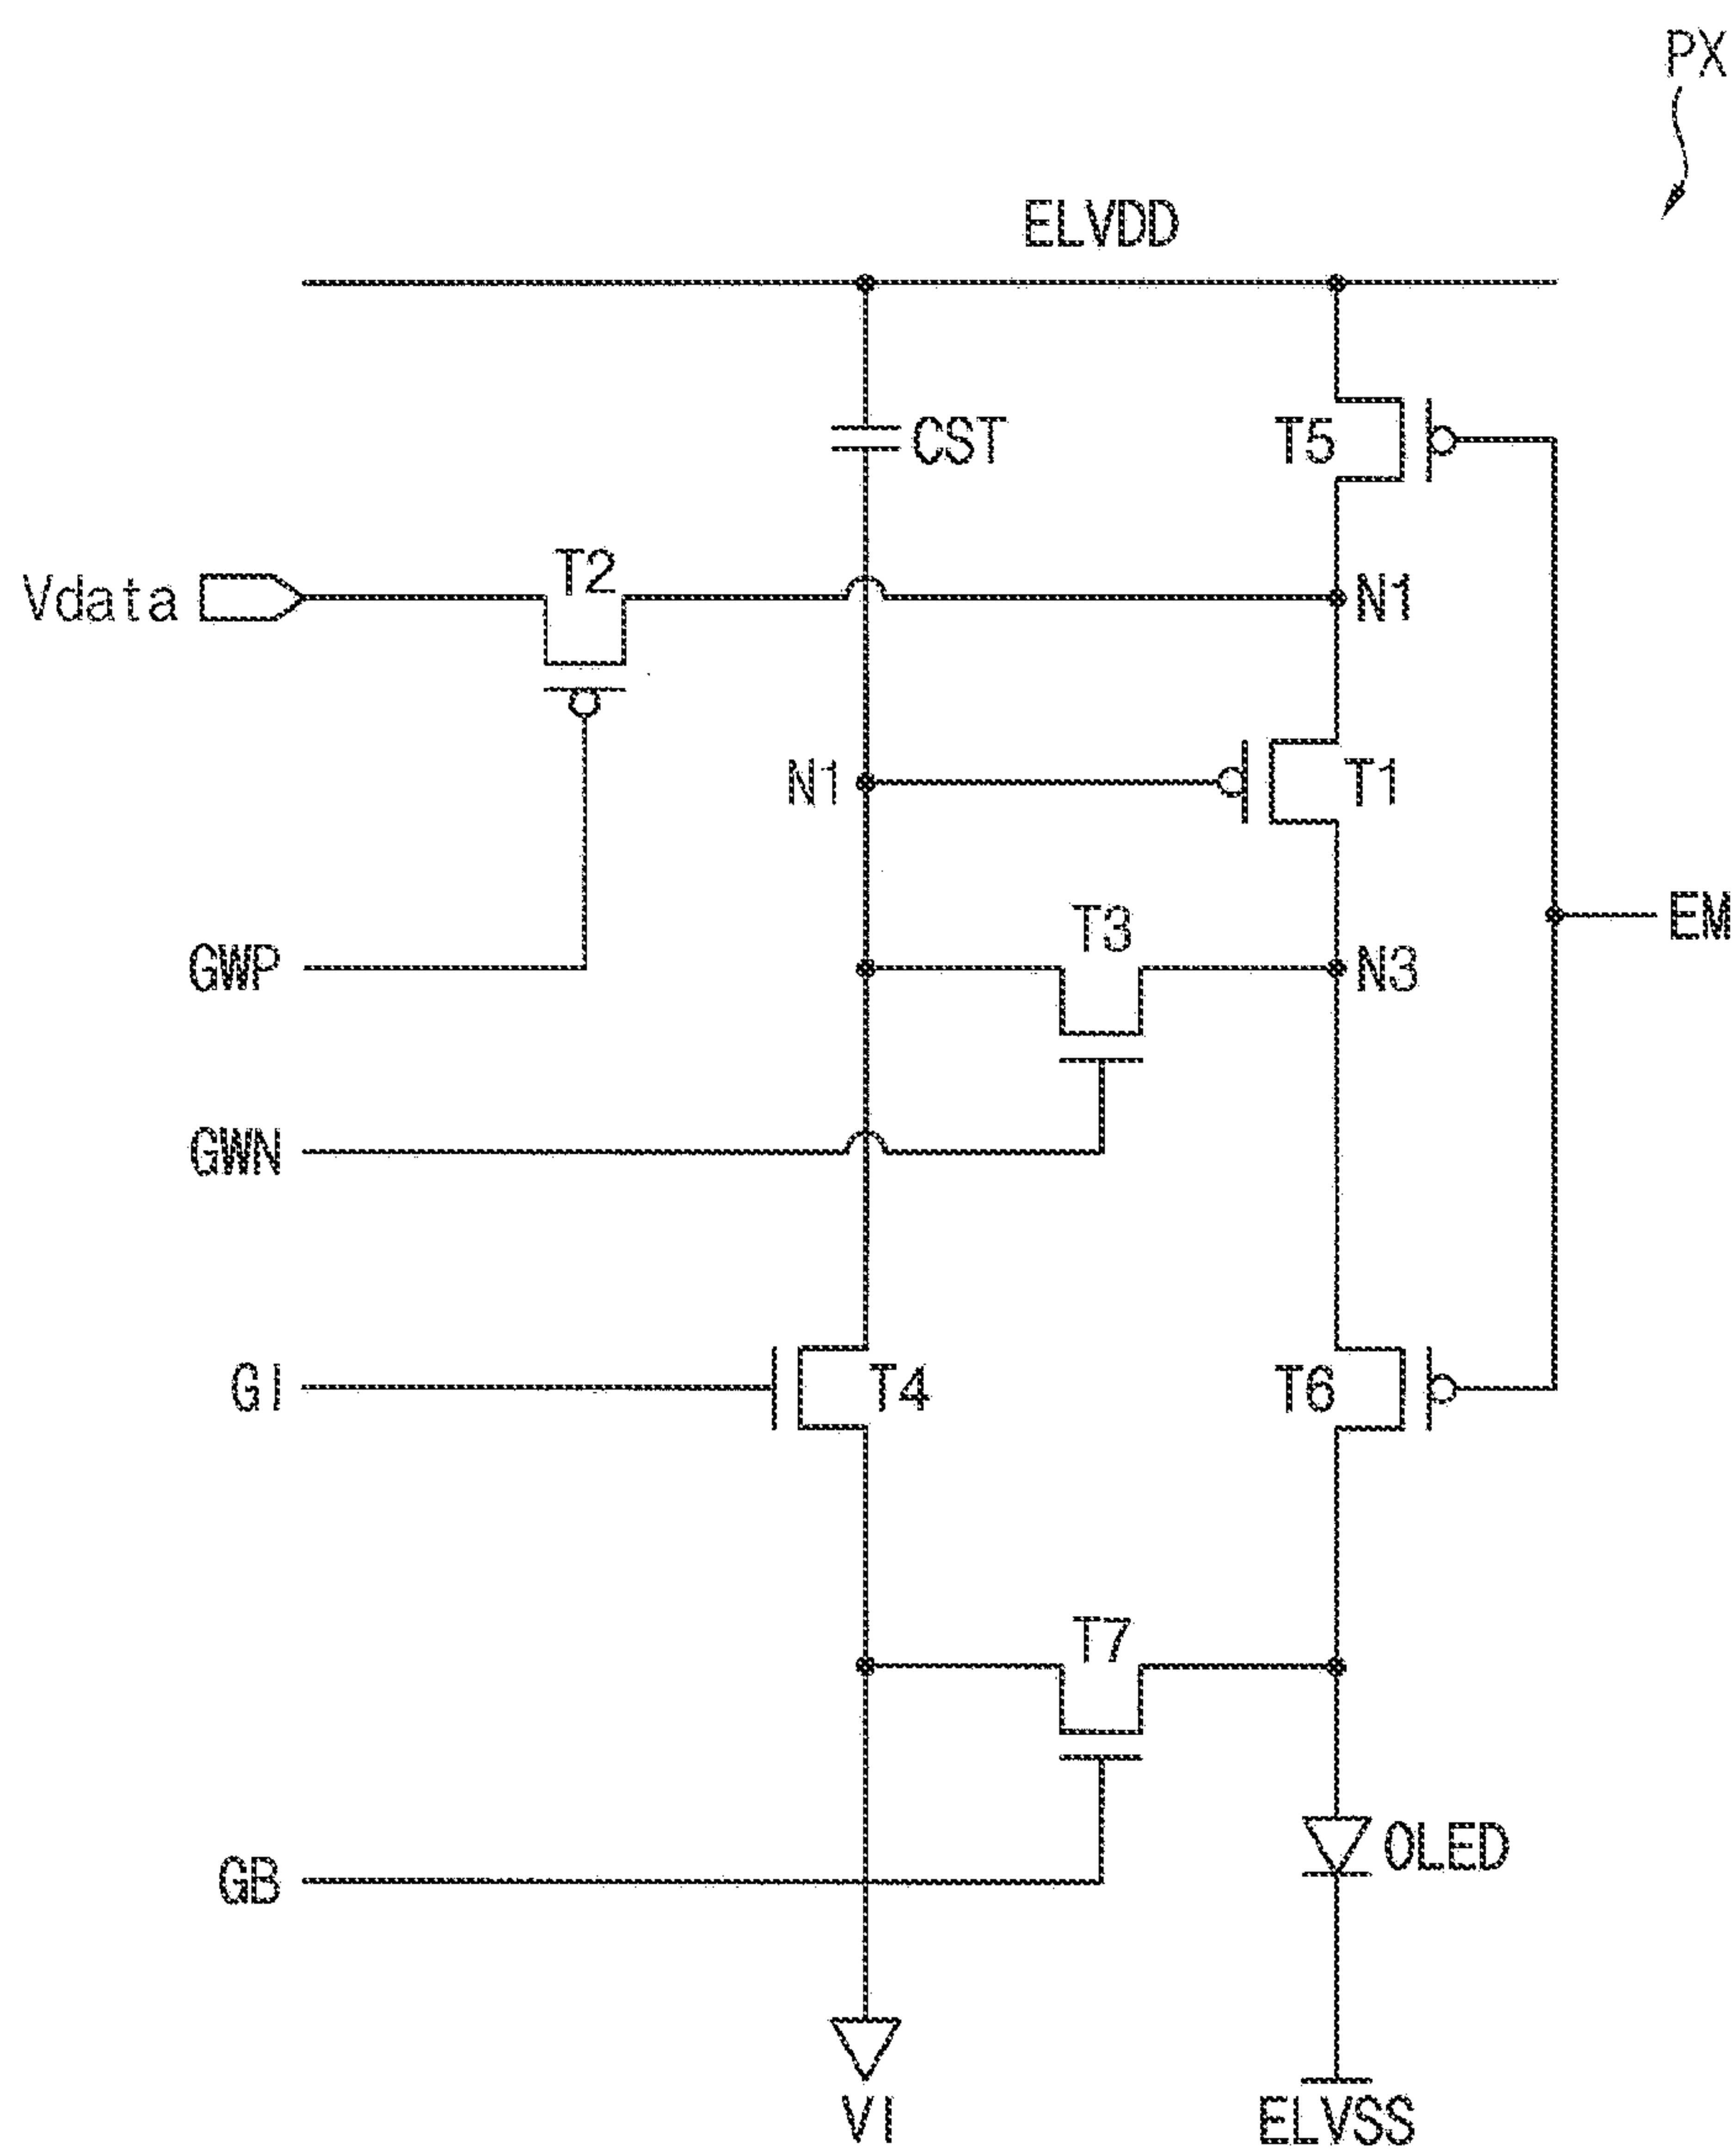 PX
ELVDD
CST
T5
Vdata
T2
N1
N1
T1
T3
EM
GWP
N3
GWN
GI
T4
T6
T7
OLED
GB
VI
ELVSS